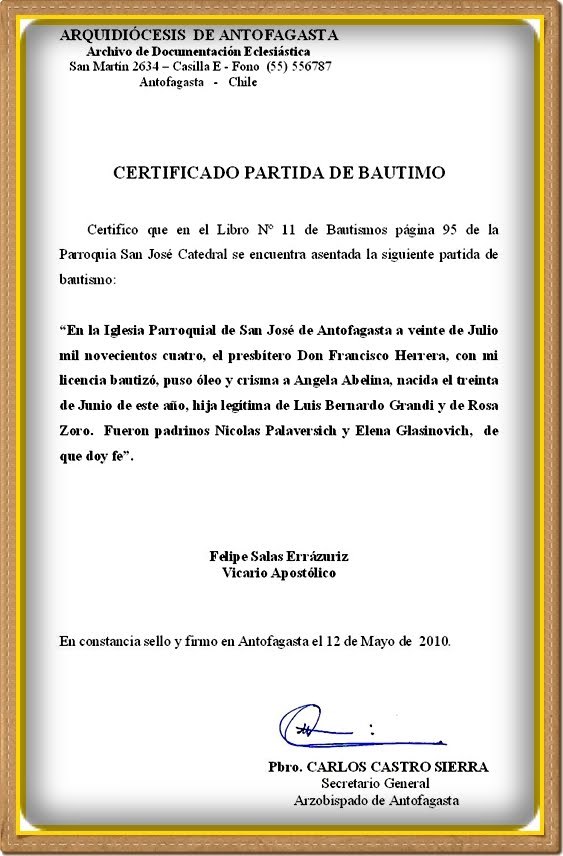 ARQUIDIÓCESIS DE ANTOFAGASTA
Archivo de Documentación Eclesiástica
San Martín 2634 – Casilla E - Fono (55) 556787
Antofagasta - Chile
CERTIFICADO PARTIDA DE BAUTIMO
Certifico que en el Libro Nº 11 de Bautismos página 95 de la
Parroquia San José Catedral se encuentra asentada la siguiente partida de
bautismo:
“En la Iglesia Parroquial de San José de Antofagasta a veinte de Julio
mil novecientos cuatro, el presbítero Don Francisco Herrera, con mi
licencia bautizó, puso óleo y crisma a Angela Abelina, nacida el treinta
de Junio de este año, hija legítima de Luis Bernardo Grandi y de Rosa
Zoro. Fueron padrinos Nicolas Palaversich y Elena Glasinovich, de
que doy fe”.
Felipe Salas Errázuriz
Vicario Apostólico
En constancia sello y firmo en Antofagasta el 12 de Mayo de 2010.
Pbro. CARLOS CASTRO SIERRA
Secretario General
Arzobispado de Antofagasta